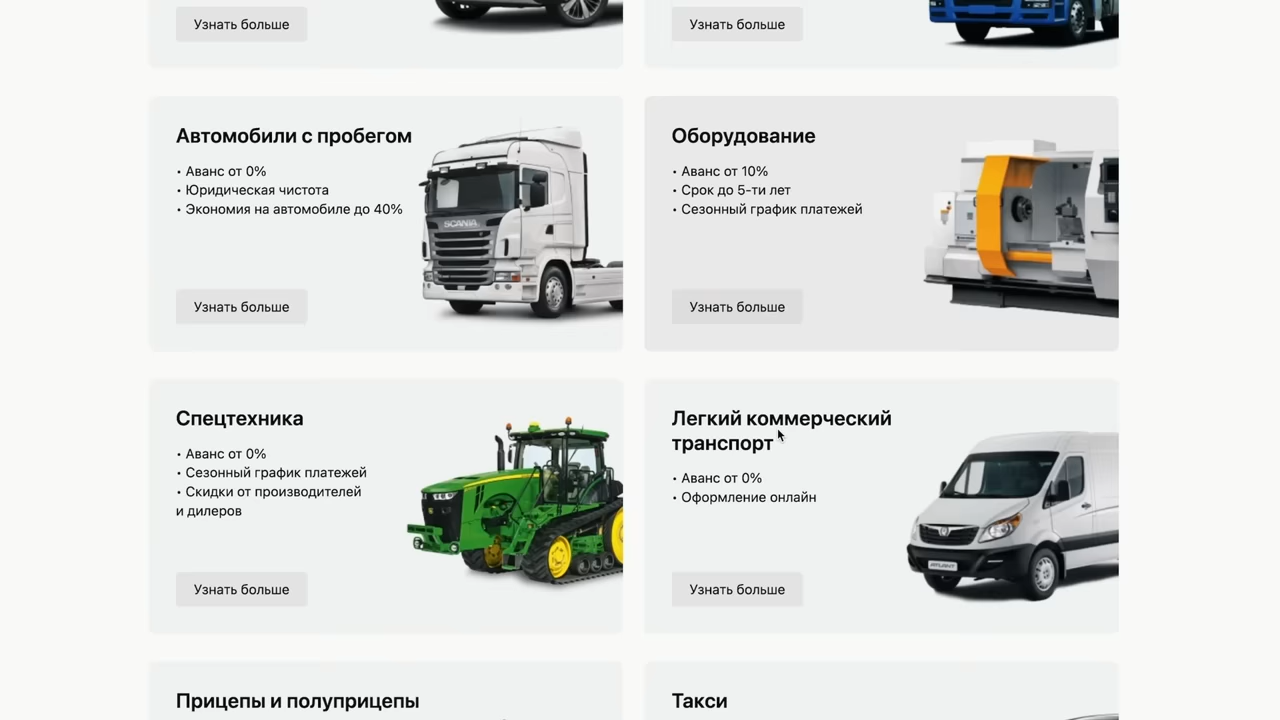 Узнать больше
Узнать больше
Автомобили с пробегом
• Аванс от 0%
• Юридическая чистота
• Экономия на автомобиле до 40%
SCANIA
Узнать больше
Оборудование
• Аванс от 10%
• Срок до 5-ти лет
• Сезонный график платежей
Узнать больше
Спецтехника
• Аванс от 0%
• Сезонный график платежей
• Скидки от производителей
и дилеров
Узнать больше
Легкий коммерческий
транспорт
• Аванс от 0%
• Оформление онлайн
ATLANT
Узнать больше
Прицепы и полуприцепы
Такси